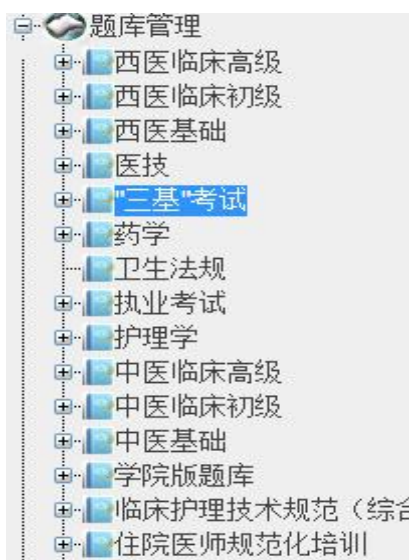 题库管理
西医临床高级
西医临床初级
西医基础
医技
"三基"考试
药学
卫生法规
执业考试
护理学
中医临床高级
中医临床初级
中医基础
学院版题库
临床护理技术规范（综合
住院医师规范化培训